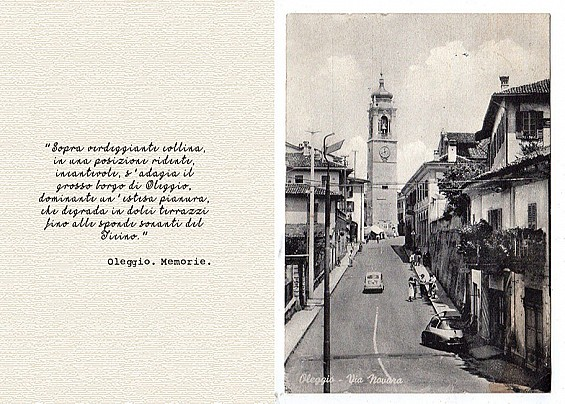 "Sopra verdeggiante collina,
in una posizione ridente,
incantevole, s'adagia il
grosso borgo di Oleggio,
dominante un'estesa pianura,
che degrada in dolci terrazzi
fino alle sponde sonanti del
Ticino."
Oleggio. Memorie.
Oleggio - Via Novara